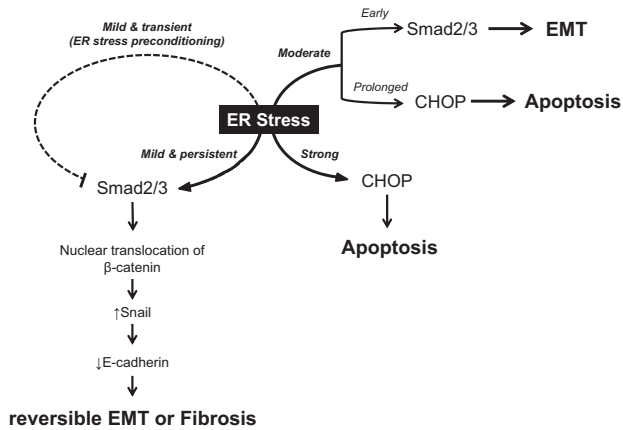 Mild & transient
(ER stress preconditioning)
Early
Smad2/3
EMT
Moderate
Prolonged
CHOP
Apoptosis
ER Stress
Mild & persistent
Strong
Smad2/3
CHOP
Nuclear translocation of
β-catenin
Apoptosis
↑Snail
↓E-cadherin
reversible EMT or Fibrosis